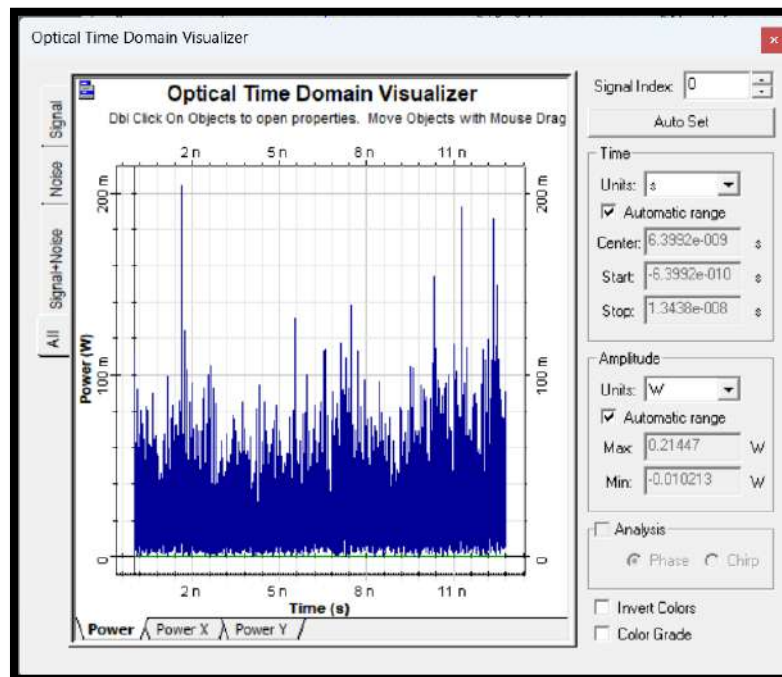 Optical Time Domain Visualizer
Signal
Noise
Signal+Noise
All
Optical Time Domain Visualizer
Dbl Click On Objects to open properties. Move Objects with Mouse Drag
2 n 5 n 8 n 11 n
200 m
100 m
0
Power (W)
200 m
100 m
0
2 n 5 n 8 n 11 n
Time (s)
Power Power X Power Y
Signal Index: 0
Auto Set
Time
Units: s
Automatic range
Center: 6.3992e-009 s
Start: -6.3992e-010 s
Stop: 1.3438e-008 s
Amplitude
Units: W
Automatic range
Max: 0.21447 W
Min: -0.010213 W
Analysis
Phase Chirp
Invert Colors
Color Grade